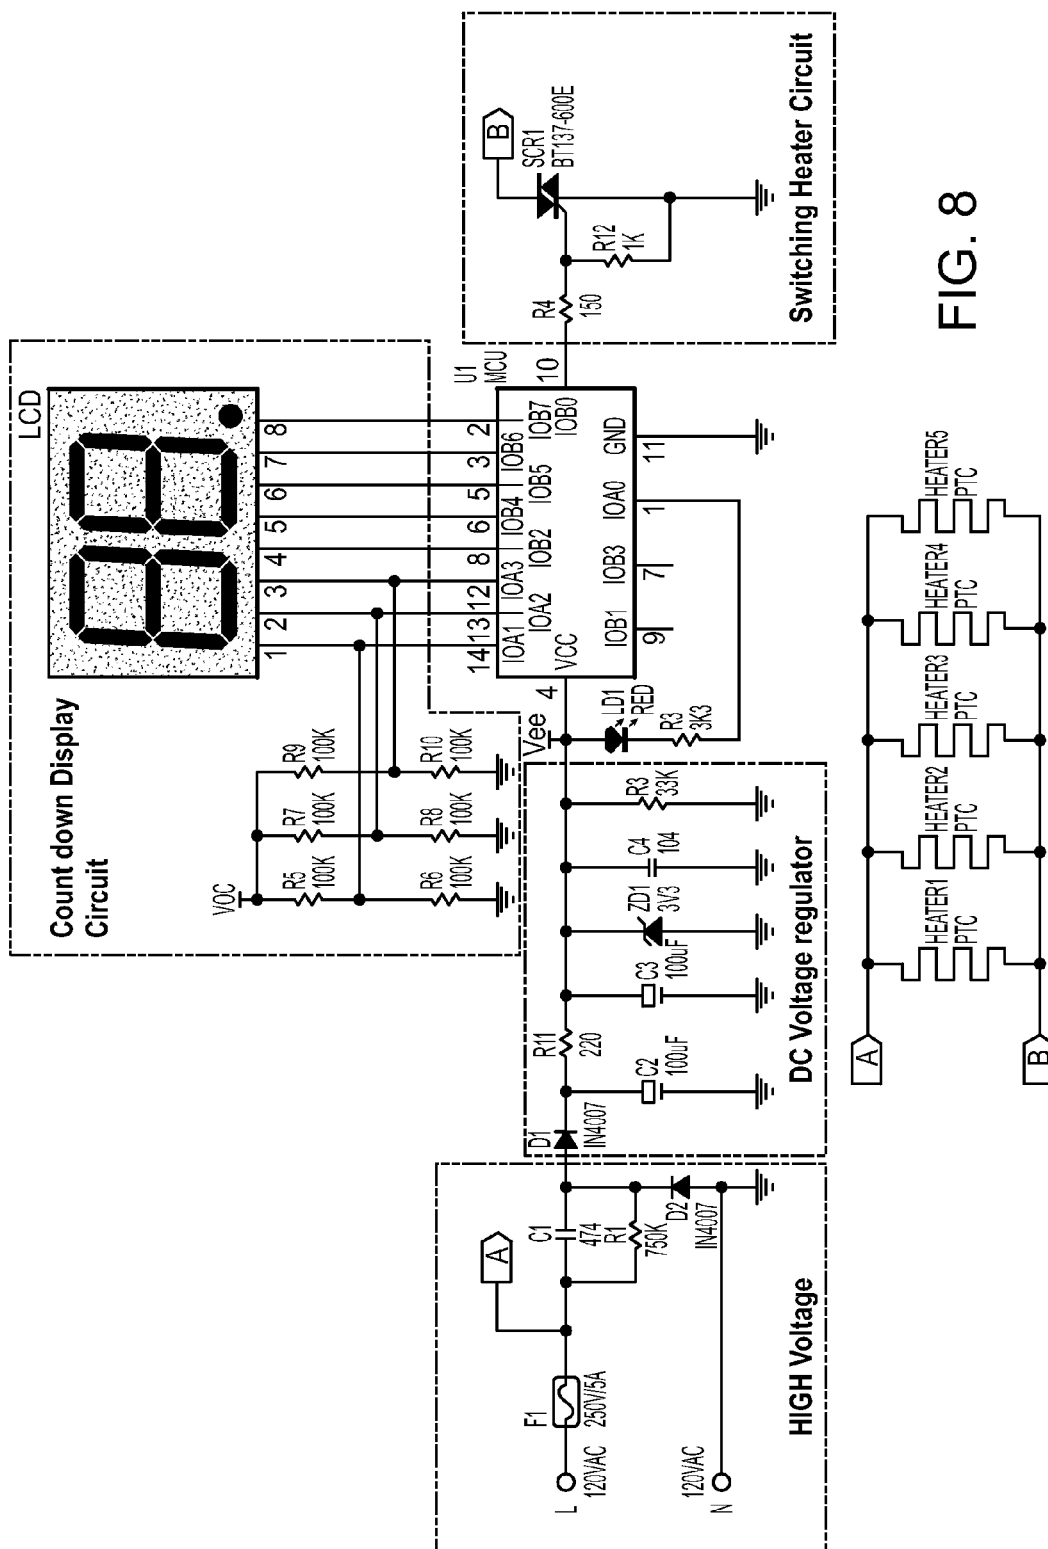 Count down Display
Circuit
LCD
1
2
3
4
5
6
7
8
VOC
R5
100K
R7
100K
R9
100K
R6
100K
R8
100K
R10
100K
14
13
12
8
6
5
3
2
IOA1
IOA2
IOA3
IOB2
IOB4
IOB5
IOB6
IOB7
U1
MCU
VCC
4
IOB0
10
IOB1
9
IOB3
7
IOA0
1
GND
11
Vee
LD1
RED
R3
3K3
Switching Heater Circuit
R4
150
R12
1K
SCR1
BT137-600E
B
HIGH Voltage
L
120VAC
N
120VAC
F1
250V/5A
A
C1
474
R1
750K
D2
IN4007
DC Voltage regulator
D1
IN4007
C2
100uF
R11
220
C3
100uF
ZD1
3V3
C4
104
R3
33K
A
B
HEATER1
PTC
HEATER2
PTC
HEATER3
PTC
HEATER4
PTC
HEATER5
PTC
FIG. 8